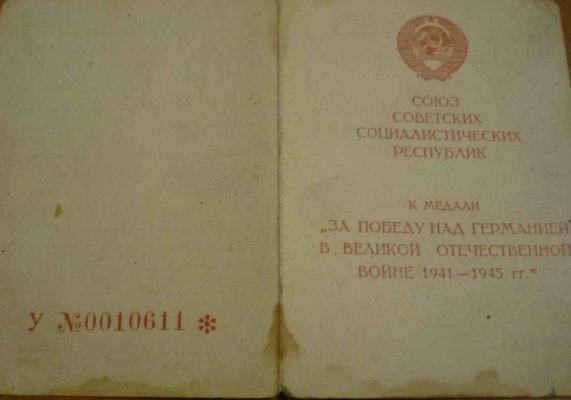 У №0010611 *
СОЮЗ
СОВЕТСКИХ
СОЦИАЛИСТИЧЕСКИХ
РЕСПУБЛИК
К МЕДАЛИ
„ЗА ПОБЕДУ НАД ГЕРМАНИЕЙ
В ВЕЛИКОЙ ОТЕЧЕСТВЕННОЙ
ВОЙНЕ 1941—1945 гг.“